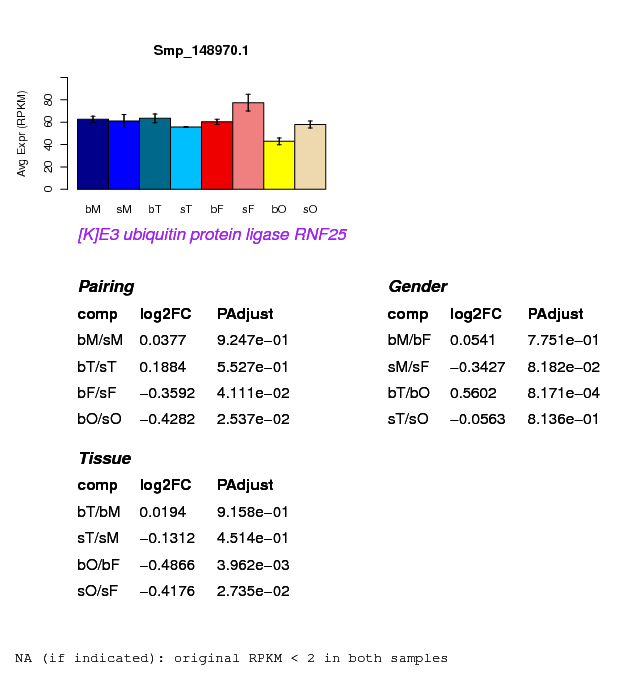 Smp_148970.1
Avg Expr (RPKM)
0 20 40 60 80
bM sM bT sT bF sF bO sO
[K]E3 ubiquitin protein ligase RNF25
Pairing
comp log2FC PAdjust
bM/sM 0.0377 9.247e−01
bT/sT 0.1884 5.527e−01
bF/sF −0.3592 4.111e−02
bO/sO −0.4282 2.537e−02
Gender
comp log2FC PAdjust
bM/bF 0.0541 7.751e−01
sM/sF −0.3427 8.182e−02
bT/bO 0.5602 8.171e−04
sT/sO −0.0563 8.136e−01
Tissue
comp log2FC PAdjust
bT/bM 0.0194 9.158e−01
sT/sM −0.1312 4.514e−01
bO/bF −0.4866 3.962e−03
sO/sF −0.4176 2.735e−02
NA (if indicated): original RPKM < 2 in both samples